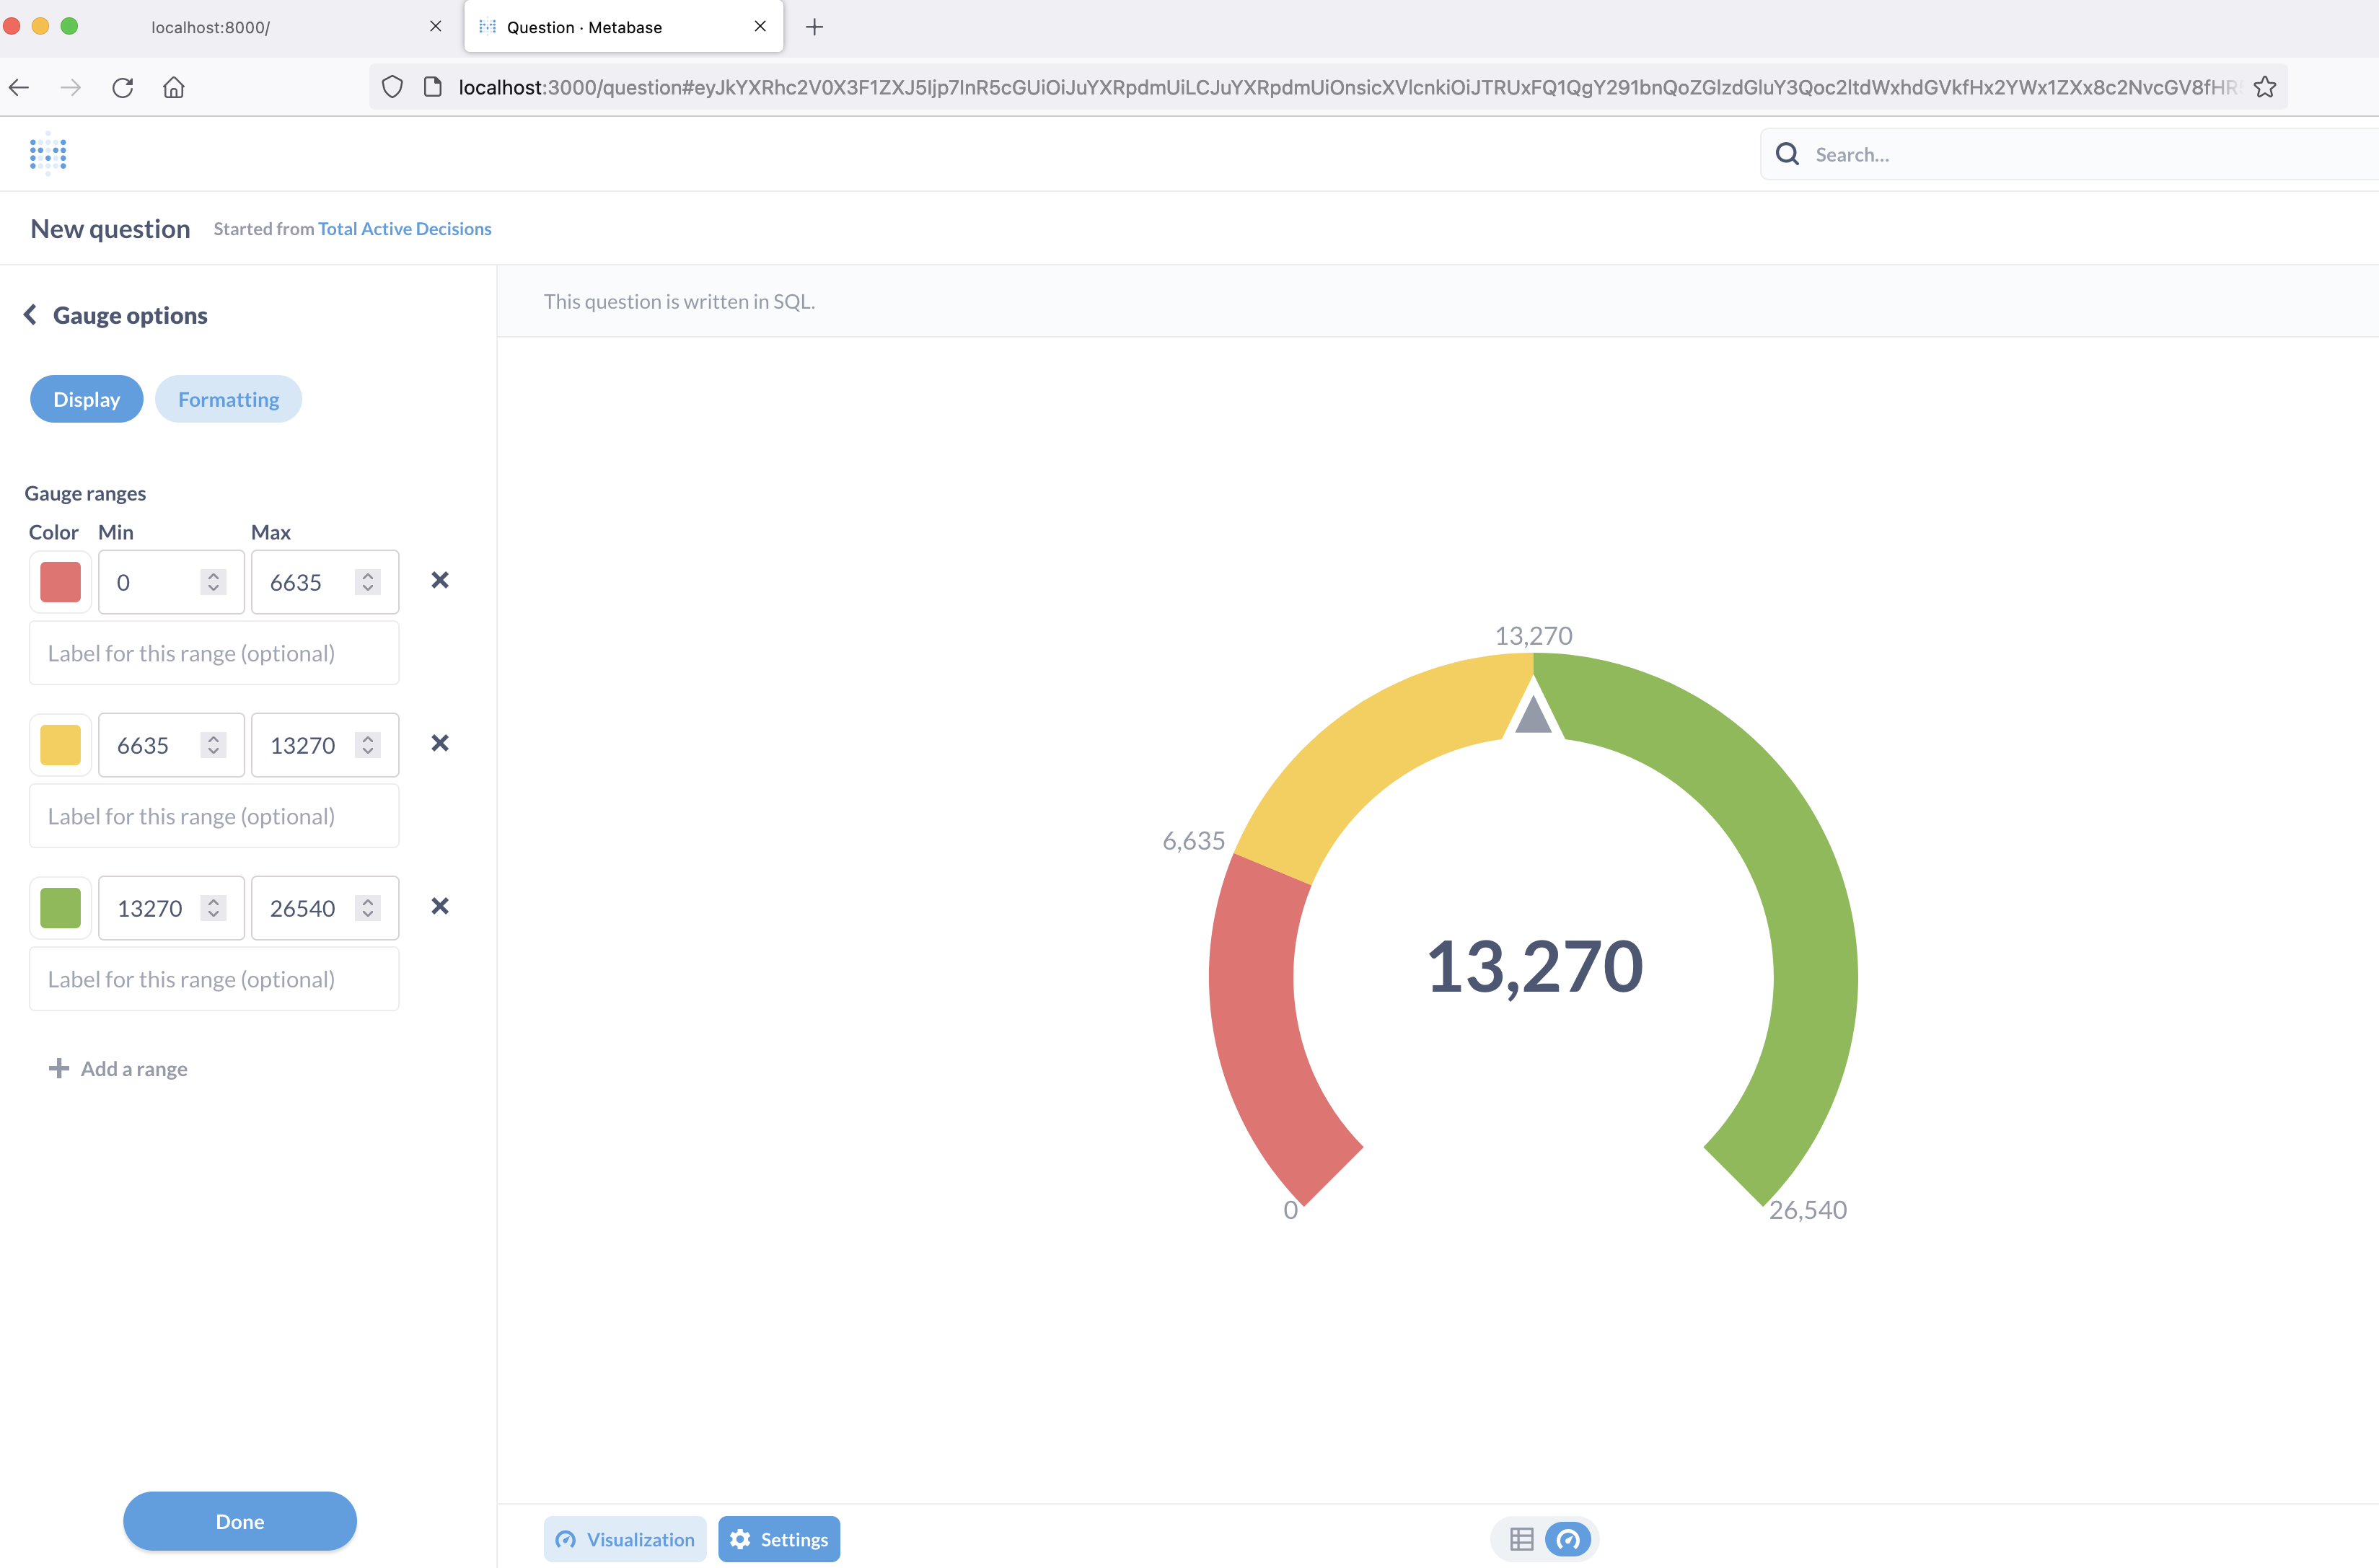 localhost:8000/
Question · Metabase
localhost:3000/question#eyJkYXRhc2V0X3F1ZXJ5Ijp7InR5cGUiOiJuYXRpdmUiLCJuYXRpdmUiOnsicXVlcnkiOiJTRUxFQ1QgY291bnQoZGlzdGluY3Qoc2ltdWxhdGVkfHx2YWx1ZXx8c2NvcGV8fHR
Search...
New question Started from Total Active Decisions
Gauge options
This question is written in SQL.
Display Formatting
Gauge ranges
Color Min Max
0 6635
Label for this range (optional)
6635 13270
Label for this range (optional)
13270 26540
Label for this range (optional)
Add a range
Done
13,270
6,635
13,270
0
26,540
Visualization Settings